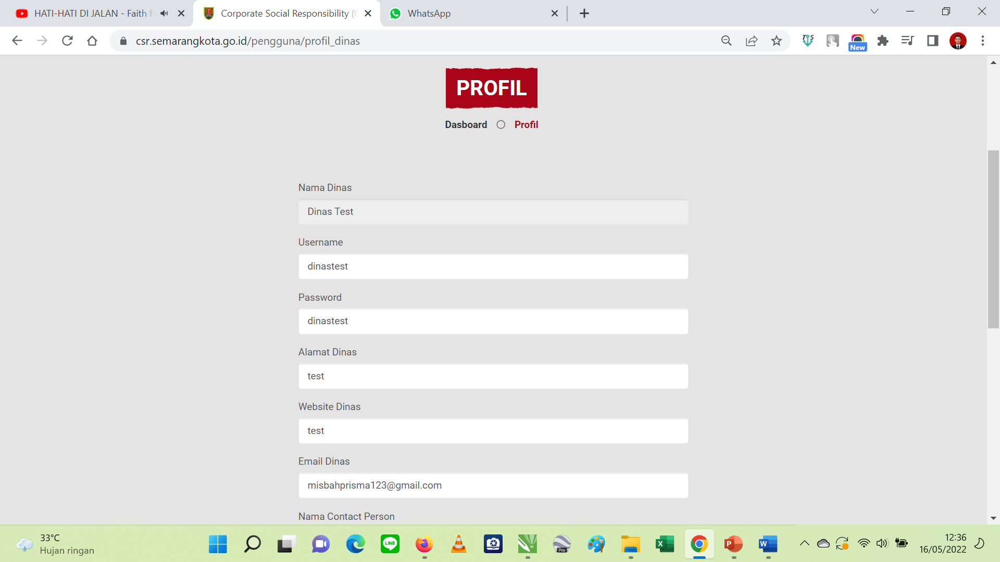 HATI-HATI DI JALAN - Faith f
Corporate Social Responsibility (
WhatsApp
csr.semarangkota.go.id/pengguna/profil_dinas
New
PROFIL
Dasboard Profil
Nama Dinas
Dinas Test
Username
dinastest
Password
dinastest
Alamat Dinas
test
Website Dinas
test
Email Dinas
misbahprisma123@gmail.com
Nama Contact Person
33°C
Hujan ringan
LINE
Pro
12:36
16/05/2022